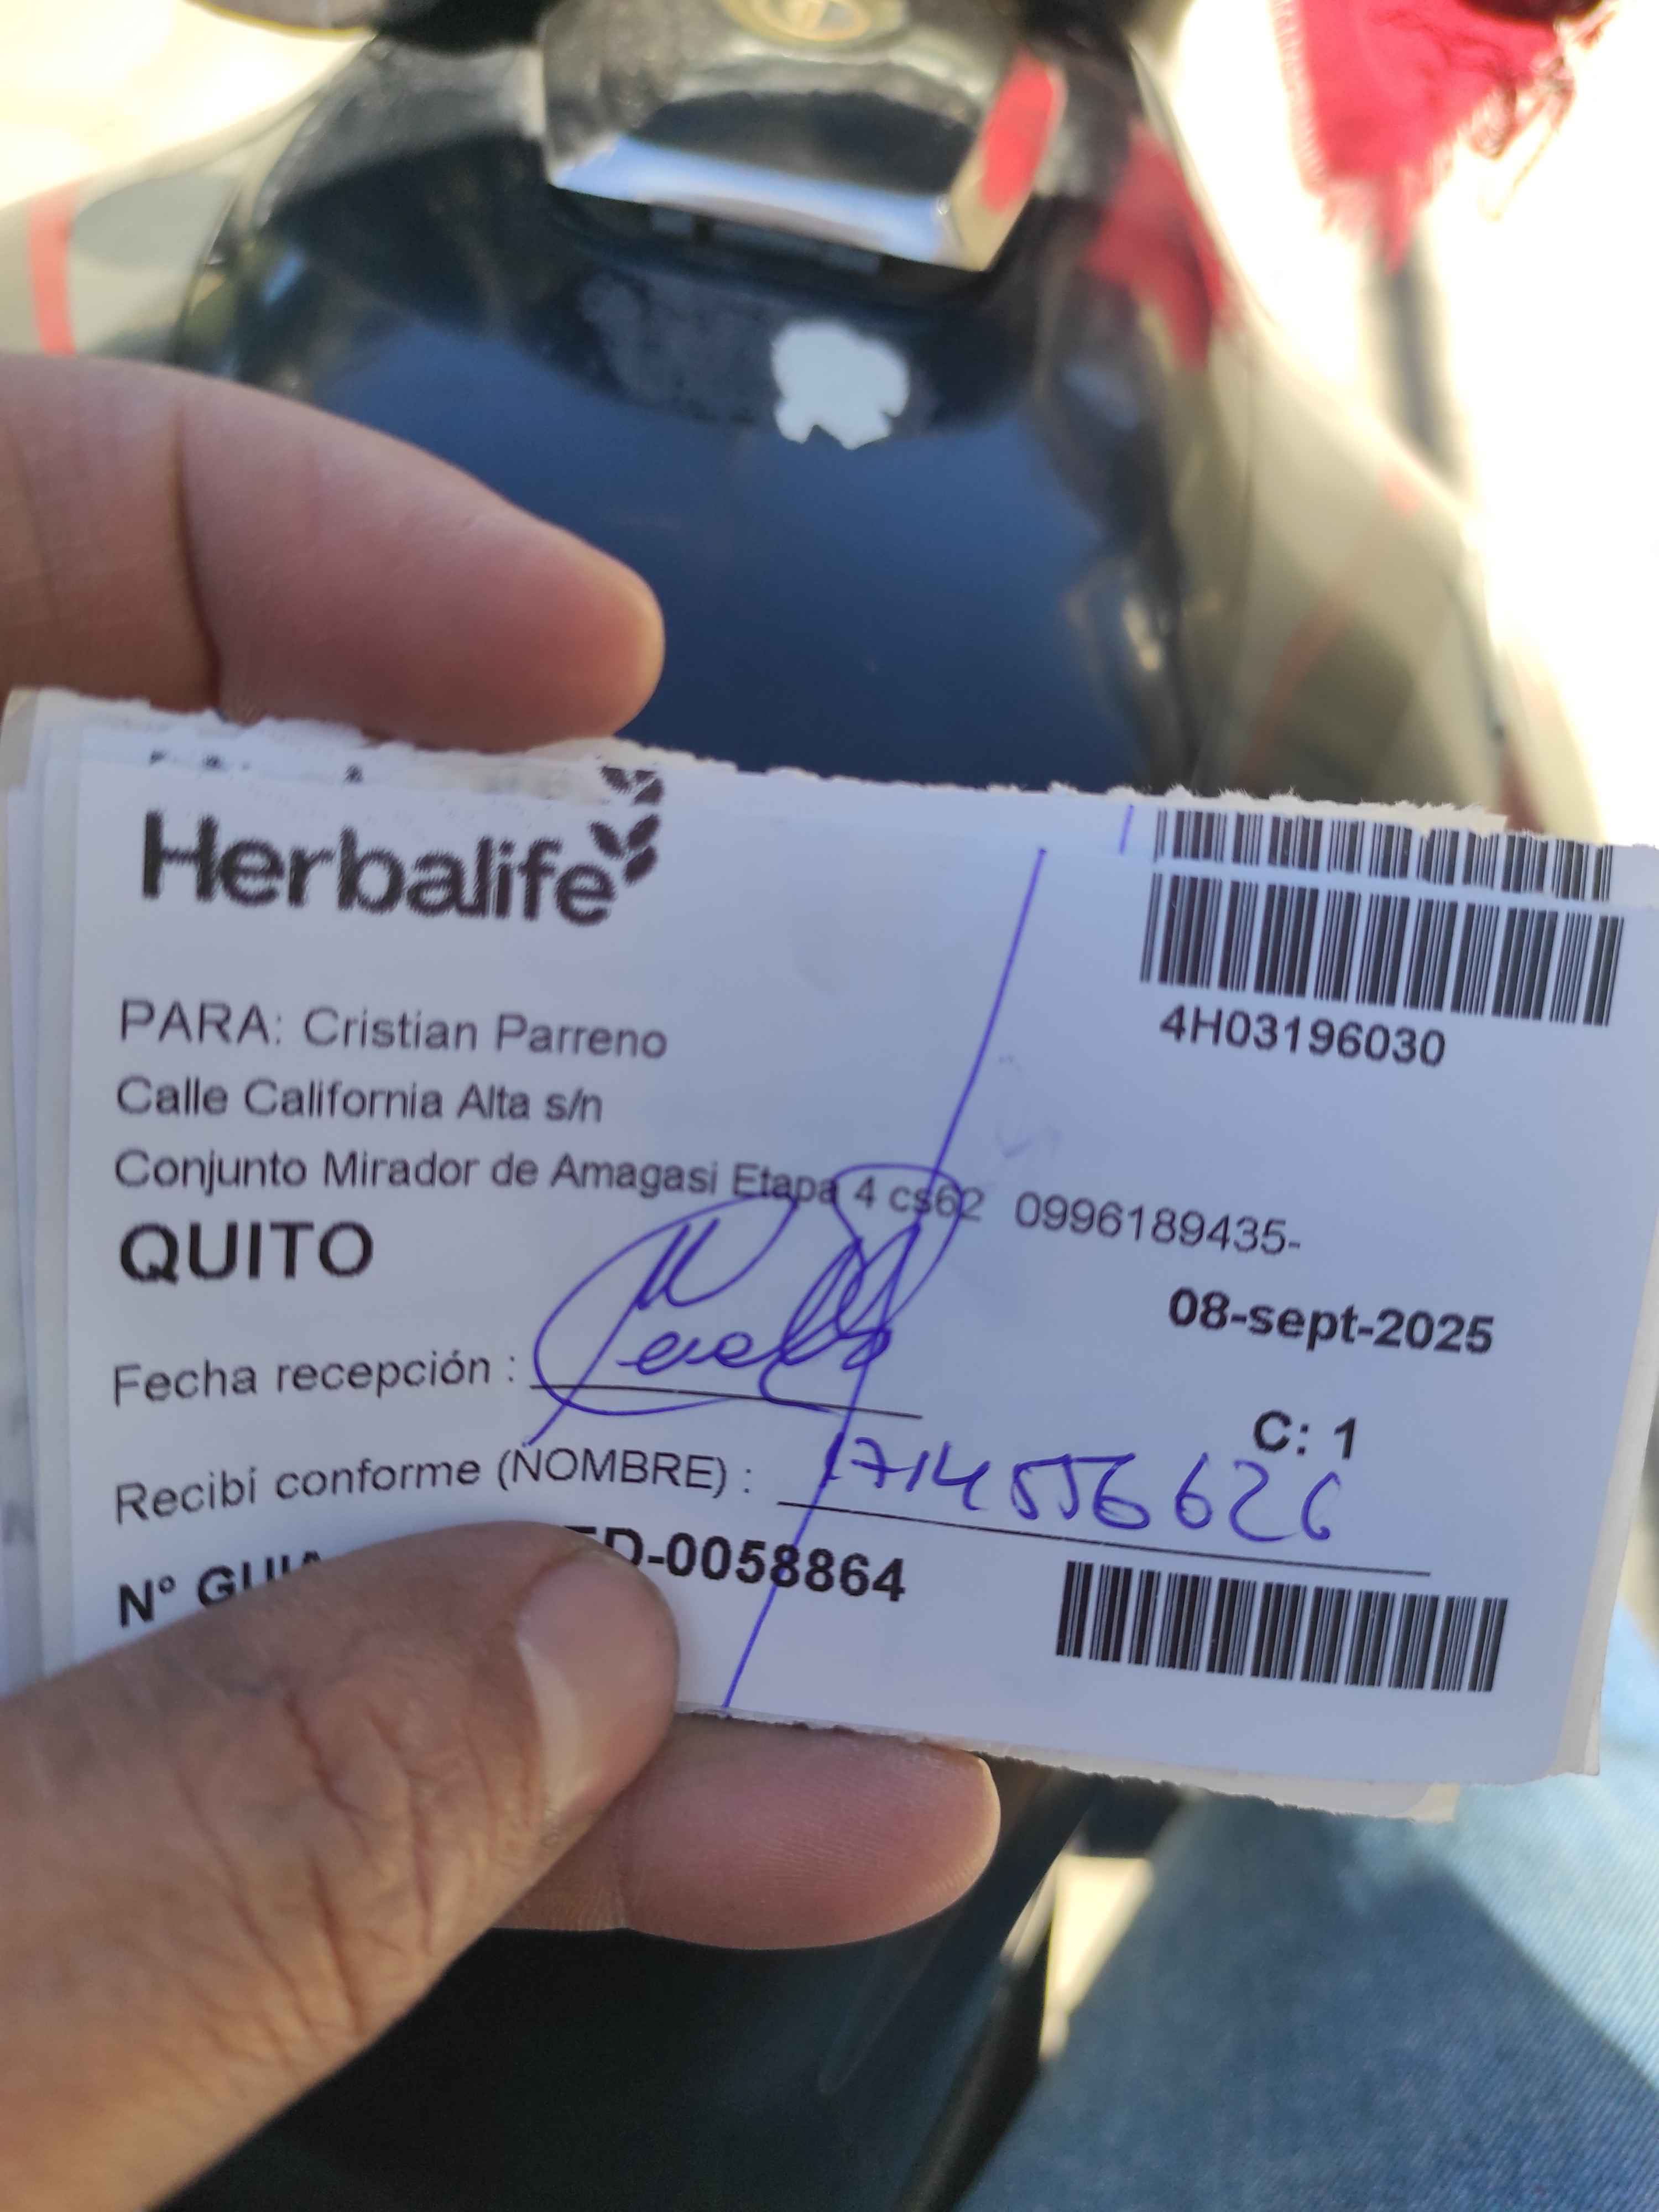 Herbalife
4H03196030
PARA: Cristian Parreno
Calle California Alta s/n
Conjunto Mirador de Amagasi Etapa 4 cs62 0996189435-
QUITO
08-sept-2025
Fecha recepción :
C: 1
Recibí conforme (NOMBRE) : 1714556626
N° GUIA D-0058864